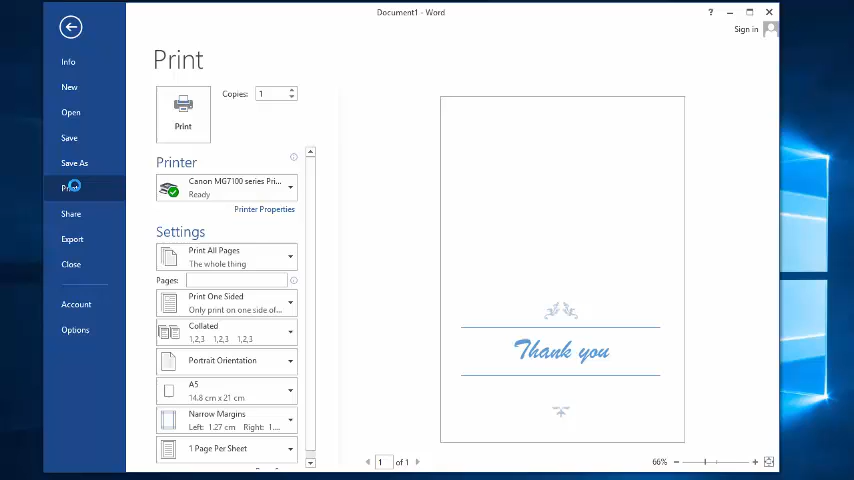 Document1 - Word
?
Sign in
Info
New
Open
Save
Save As
Print
Share
Export
Close
Account
Options
Print
Print
Copies: 1
Printer
Canon MG7100 series Pri...
Ready
Printer Properties
Settings
Print All Pages
The whole thing
Pages:
Print One Sided
Only print on one side of...
Collated
1,2,3 1,2,3 1,2,3
Portrait Orientation
A5
14.8 cm x 21 cm
Narrow Margins
Left: 1.27 cm Right: 1....
1 Page Per Sheet
Thank you
1 of 1
66%